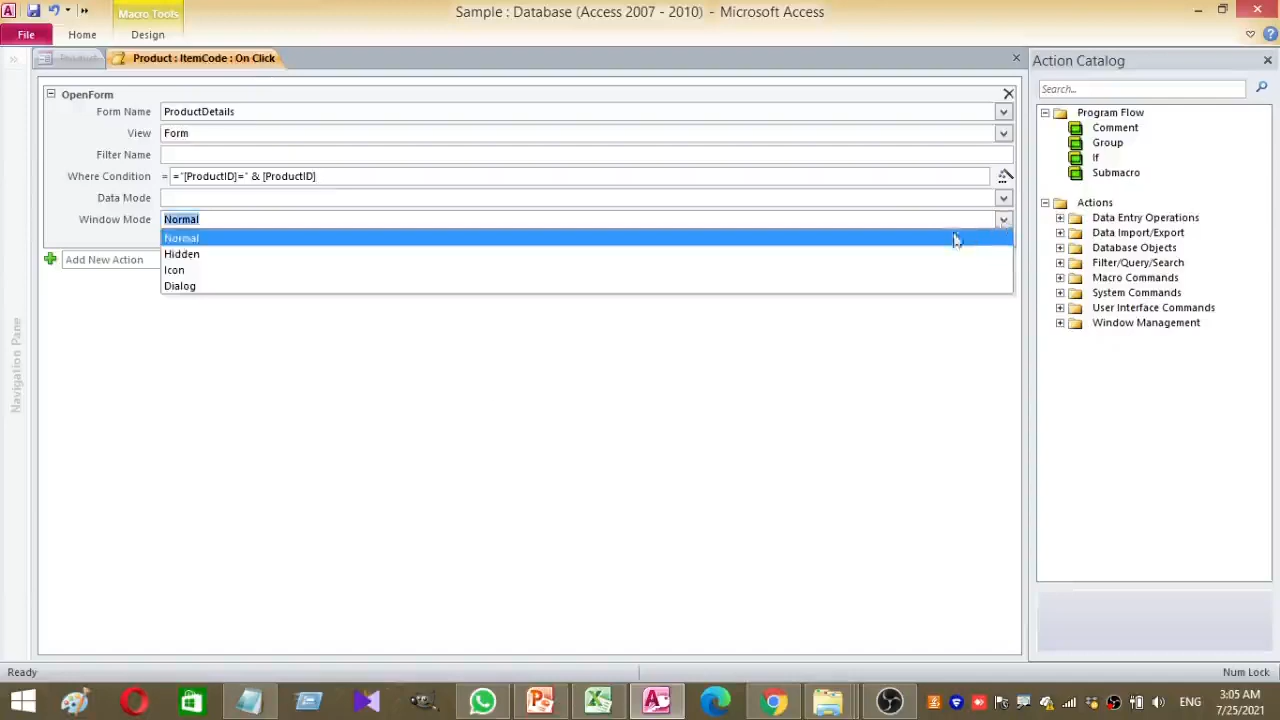 Sample : Database (Access 2007 - 2010) - Microsoft Access
Macro Tools
File Home Design
Product Product : ItemCode : On Click
Action Catalog
OpenForm
Form Name ProductDetails
View Form
Filter Name
Where Condition = ="[ProductID]=" & [ProductID]
Data Mode
Window Mode Normal
Normal
Hidden
Icon
Dialog
Add New Action
Search...
Program Flow
Comment
Group
If
Submacro
Actions
Data Entry Operations
Data Import/Export
Database Objects
Filter/Query/Search
Macro Commands
System Commands
User Interface Commands
Window Management
Navigation Pane
Ready
Num Lock
ENG
3:05 AM
7/25/2021